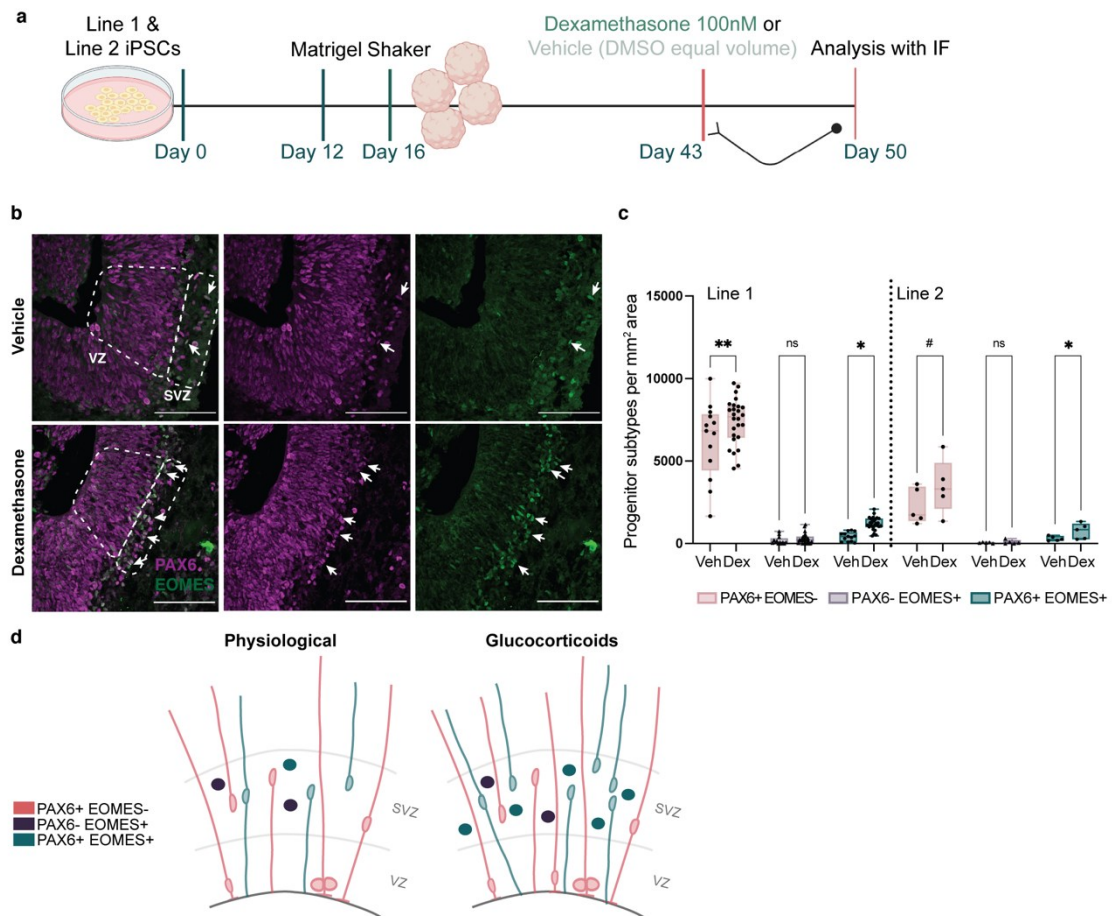 a
Line 1 &
Line 2 iPSCs
Matrigel Shaker
Dexamethasone 100nM or
Vehicle (DMSO equal volume)
Analysis with IF
Day 0
Day 12
Day 16
Day 43
Day 50
b
Vehicle
VZ
SVZ
Dexamethasone
PAX6
EOMES
c
Progenitor subtypes per mm² area
15000
10000
5000
0
Line 1
Line 2
**
ns
*
#
ns
*
Veh Dex Veh Dex Veh Dex Veh Dex Veh Dex Veh Dex
PAX6+ EOMES- PAX6- EOMES+ PAX6+ EOMES+
d
Physiological
Glucocorticoids
PAX6+ EOMES-
PAX6- EOMES+
PAX6+ EOMES+
SVZ
VZ
SVZ
VZ